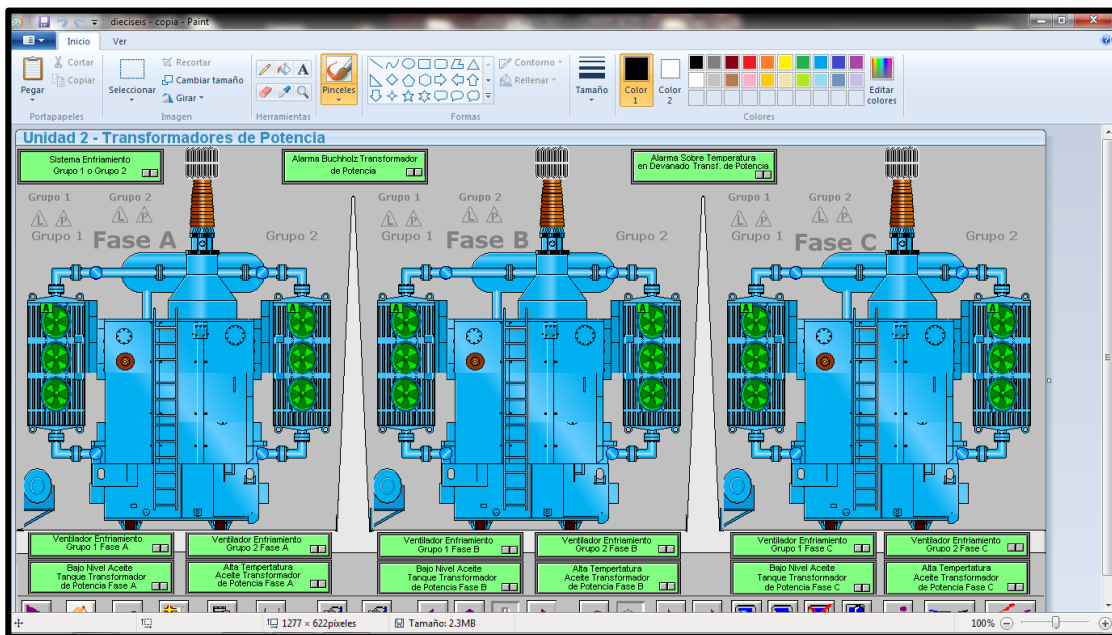 dieciseis - copia - Paint
Inicio
Ver
Pegar
Cortar
Copiar
Portapapeles
Seleccionar
Recortar
Cambiar tamaño
Girar
Imagen
A
Herramientas
Pinceles
Contorno
Rellenar
Formas
Tamaño
Color
1
Color
2
Editar
colores
Colores
Unidad 2 - Transformadores de Potencia
Sistema Enfriamiento
Grupo 1 o Grupo 2
Alarma Buchholz Transformador
de Potencia
Alarma Sobre Temperatura
en Devanado Transf. de Potencia
Grupo 1
Grupo 2
L
P
L
P
Grupo 1
Fase A
Grupo 2
Grupo 1
Grupo 2
L
P
L
P
Grupo 1
Fase B
Grupo 2
Grupo 1
Grupo 2
L
P
L
P
Grupo 1
Fase C
Grupo 2
A
A
A
A
A
A
Ventilador Enfriamiento
Grupo 1 Fase A
Ventilador Enfriamiento
Grupo 2 Fase A
Ventilador Enfriamiento
Grupo 1 Fase B
Ventilador Enfriamiento
Grupo 2 Fase B
Ventilador Enfriamiento
Grupo 1 Fase C
Ventilador Enfriamiento
Grupo 2 Fase C
Bajo Nivel Aceite
Tanque Transformador
de Potencia Fase A
Alta Tempertatura
Aceite Transformador
de Potencia Fase A
Bajo Nivel Aceite
Tanque Transformador
de Potencia Fase B
Alta Tempertatura
Aceite Transformador
de Potencia Fase B
Bajo Nivel Aceite
Tanque Transformador
de Potencia Fase C
Alta Tempertatura
Aceite Transformador
de Potencia Fase C
1277 × 622píxeles
Tamaño: 2.3MB
100%